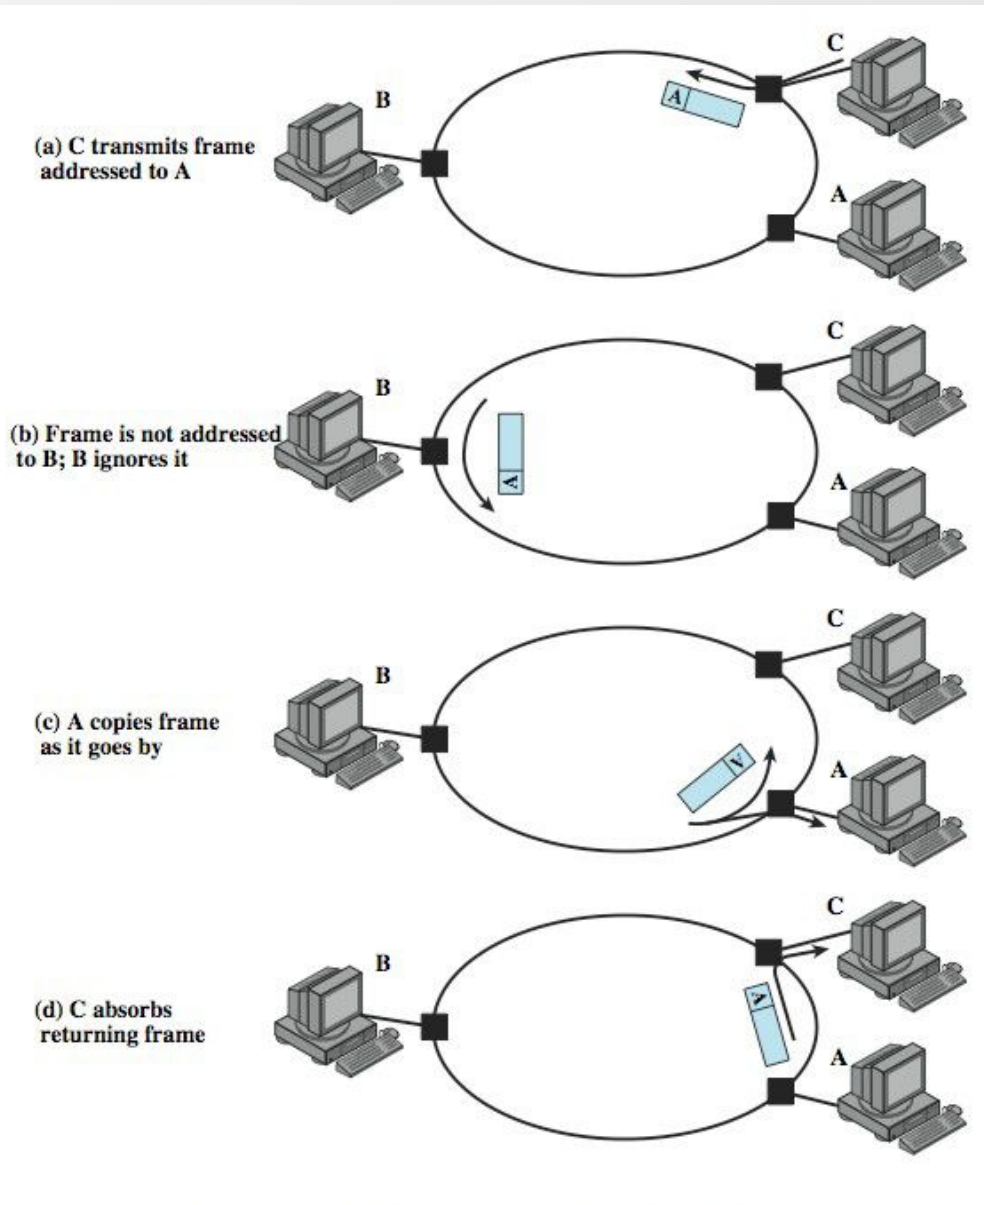 C
A
B
(a) C transmits frame
addressed to A
A
C
B
(b) Frame is not addressed
to B; B ignores it
A
A
C
B
(c) A copies frame
as it goes by
A
A
C
B
(d) C absorbs
returning frame
A
A